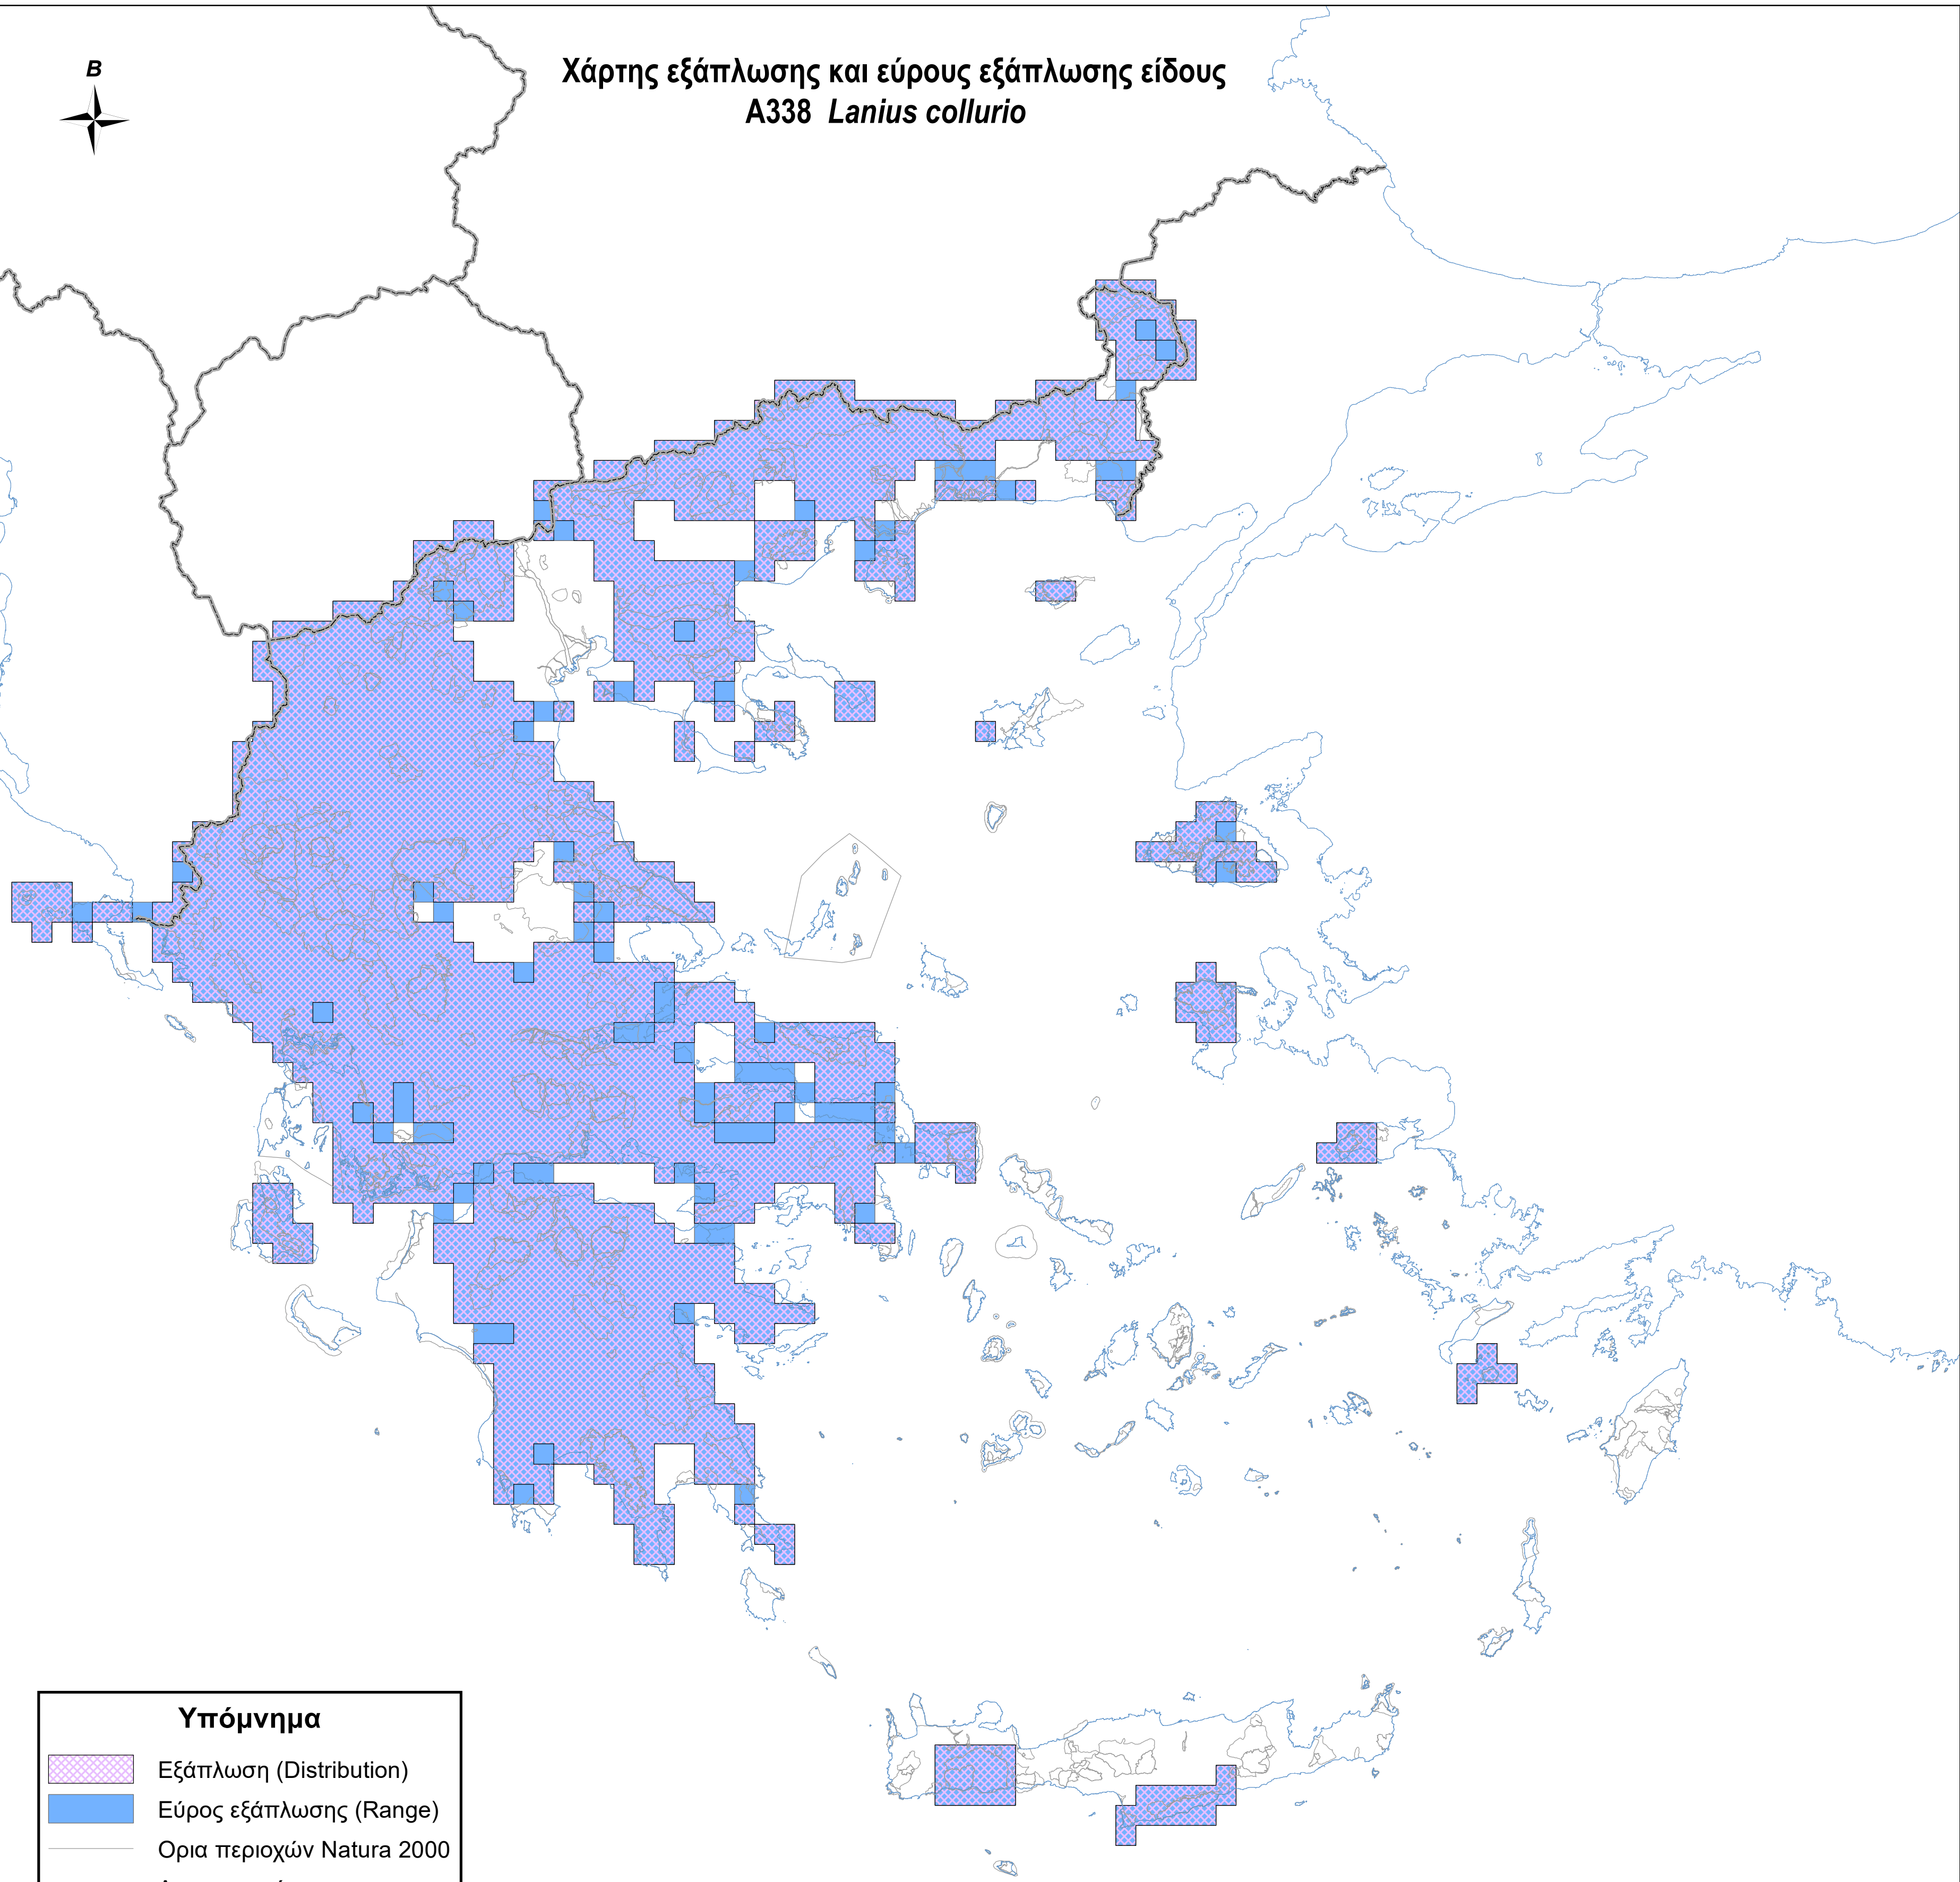 B
Χάρτης εξάπλωσης και εύρους εξάπλωσης είδους
A338 Lanius collurio
Υπόμνημα
Εξάπλωση (Distribution)
Εύρος εξάπλωσης (Range)
Ορια περιοχών Natura 2000